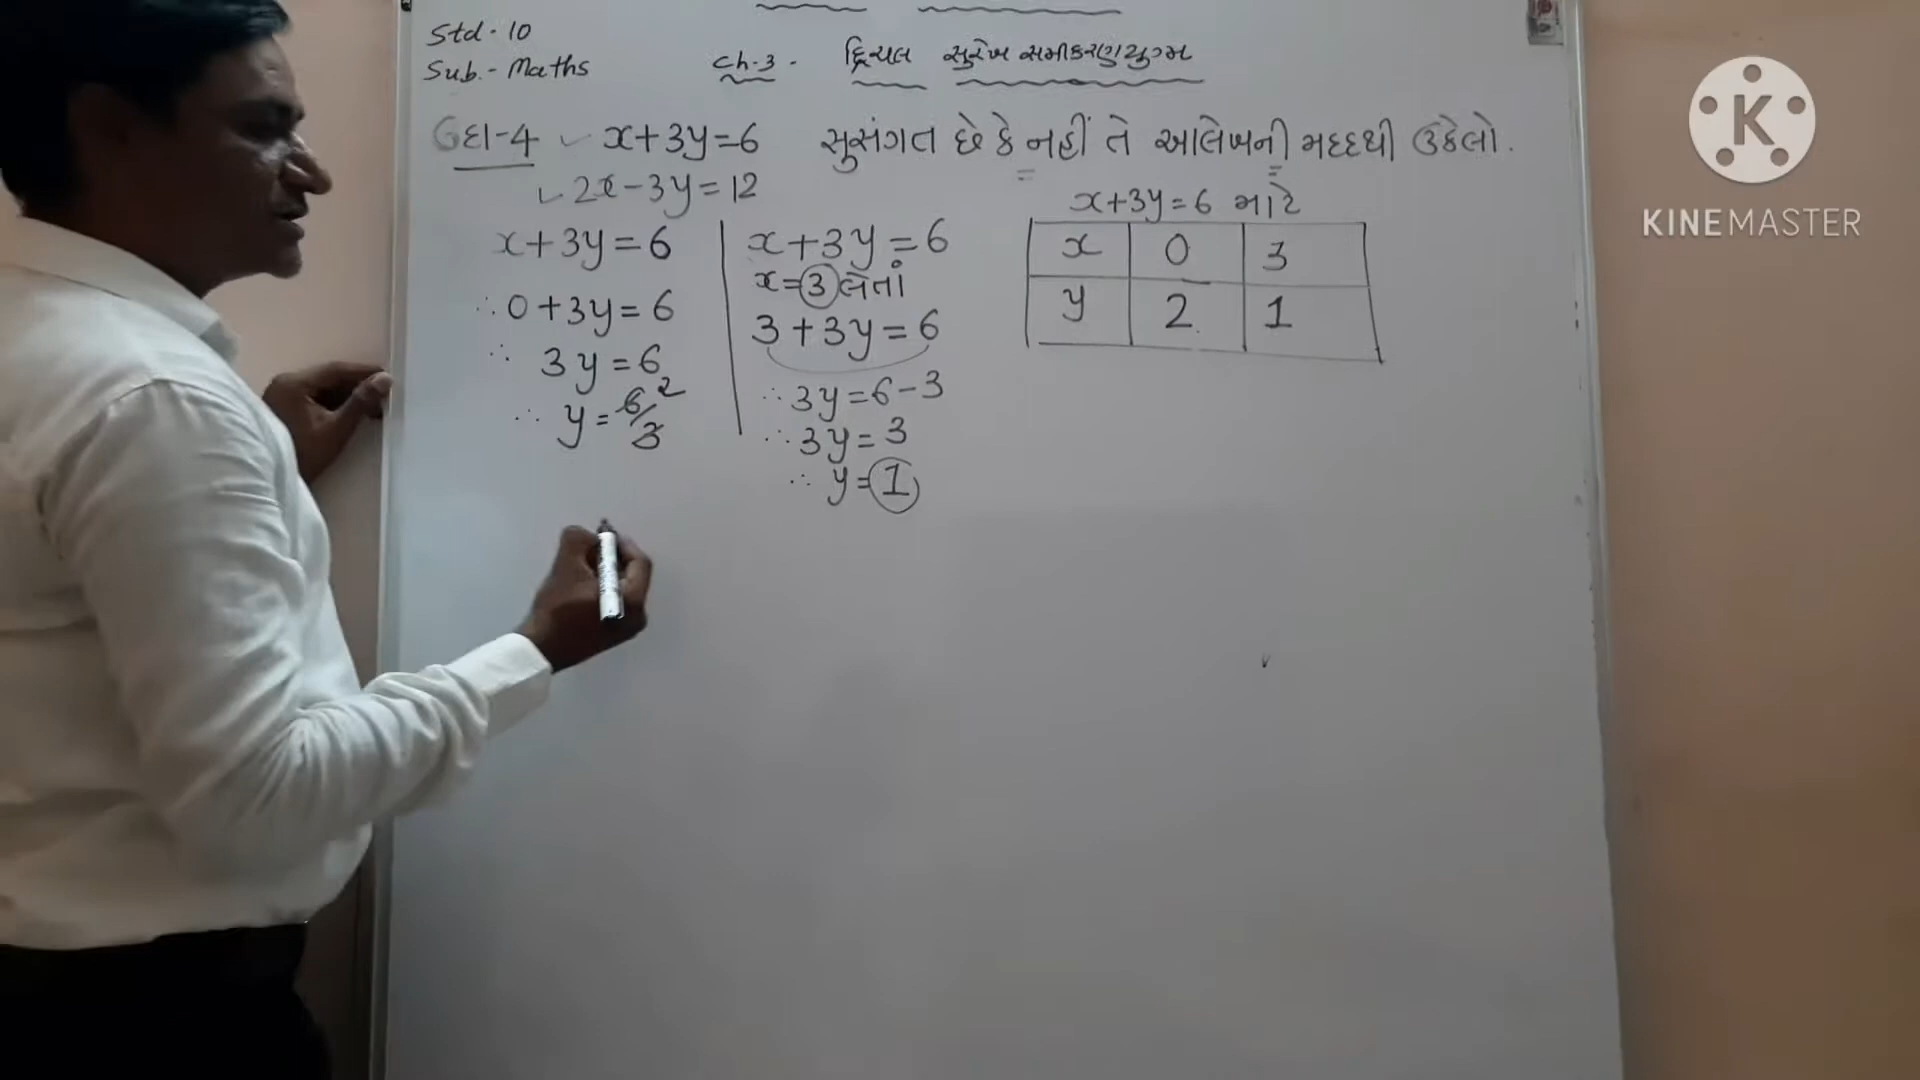 Std. 10
Sub. - Maths
Ch-3. દ્વિચલ સુરેખ સમીકરણયુગ્મ
ઉદા-4 x+3y=6 સુસંગત છે કે નહીં તે આલેખની મદદથી ઉકેલો.
2x-3y=12
x+3y=6
∴ 0+3y=6
∴ 3y=6
∴ y=6/3 2
x+3y=6
x=3 લેતાં
3+3y=6
∴ 3y=6-3
∴ 3y=3
∴ y=1
x+3y=6 માટે
x 0 3
y 2 1
K
KINEMASTER